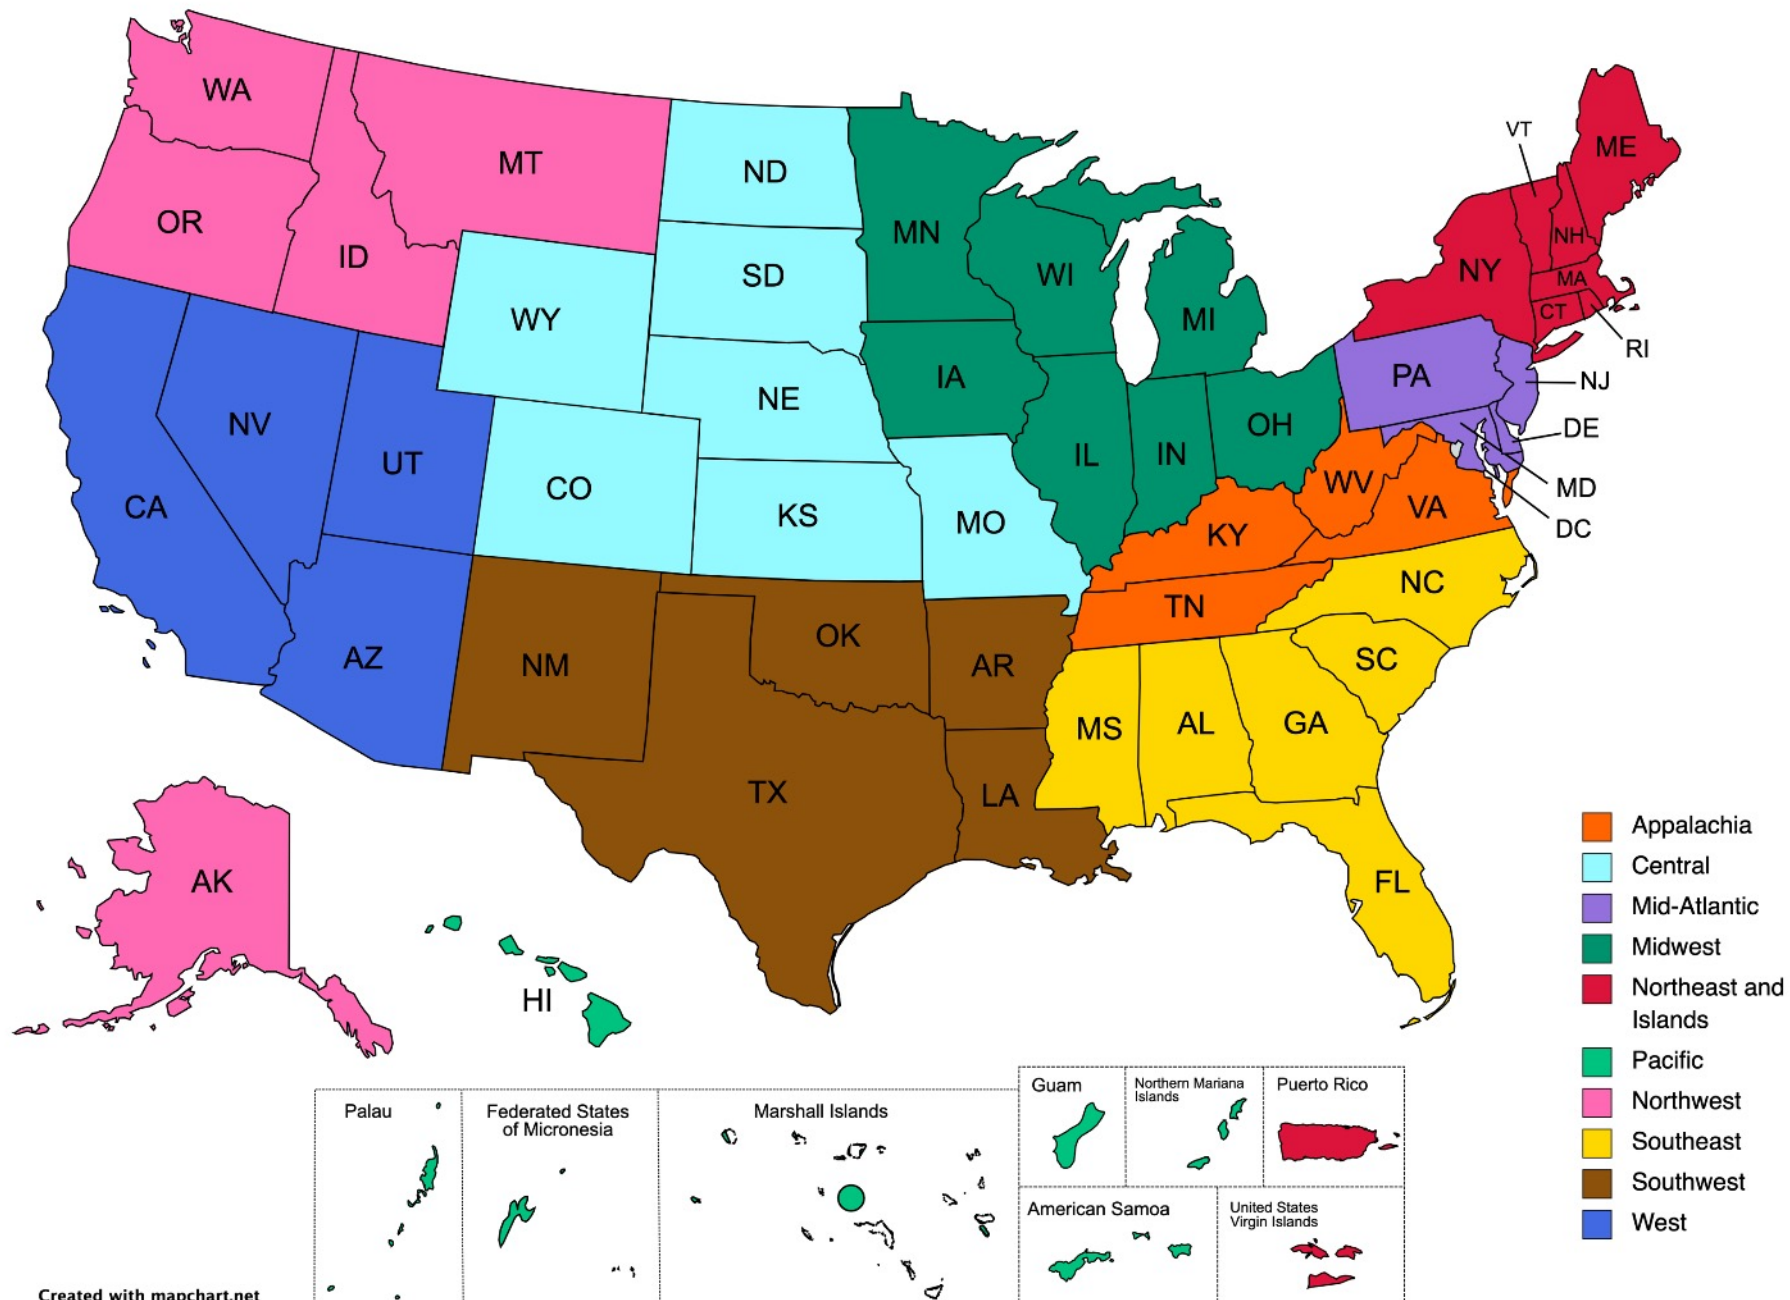 WA
MT
ND
MN
VT
ME
OR
ID
SD
WI
MI
NY
NH
MA
CT
RI
WY
IA
NE
PA
NJ
NV
UT
CO
KS
MO
IL
IN
OH
WV
VA
DE
MD
DC
CA
KY
NC
TN
AZ
NM
OK
AR
SC
MS
AL
GA
TX
LA
FL
AK
HI
Appalachia
Central
Mid-Atlantic
Midwest
Northeast and
Islands
Pacific
Northwest
Southeast
Southwest
West
Palau
Federated States
of Micronesia
Marshall Islands
Guam
Northern Mariana
Islands
Puerto Rico
American Samoa
United States
Virgin Islands
Created with mapchart.net